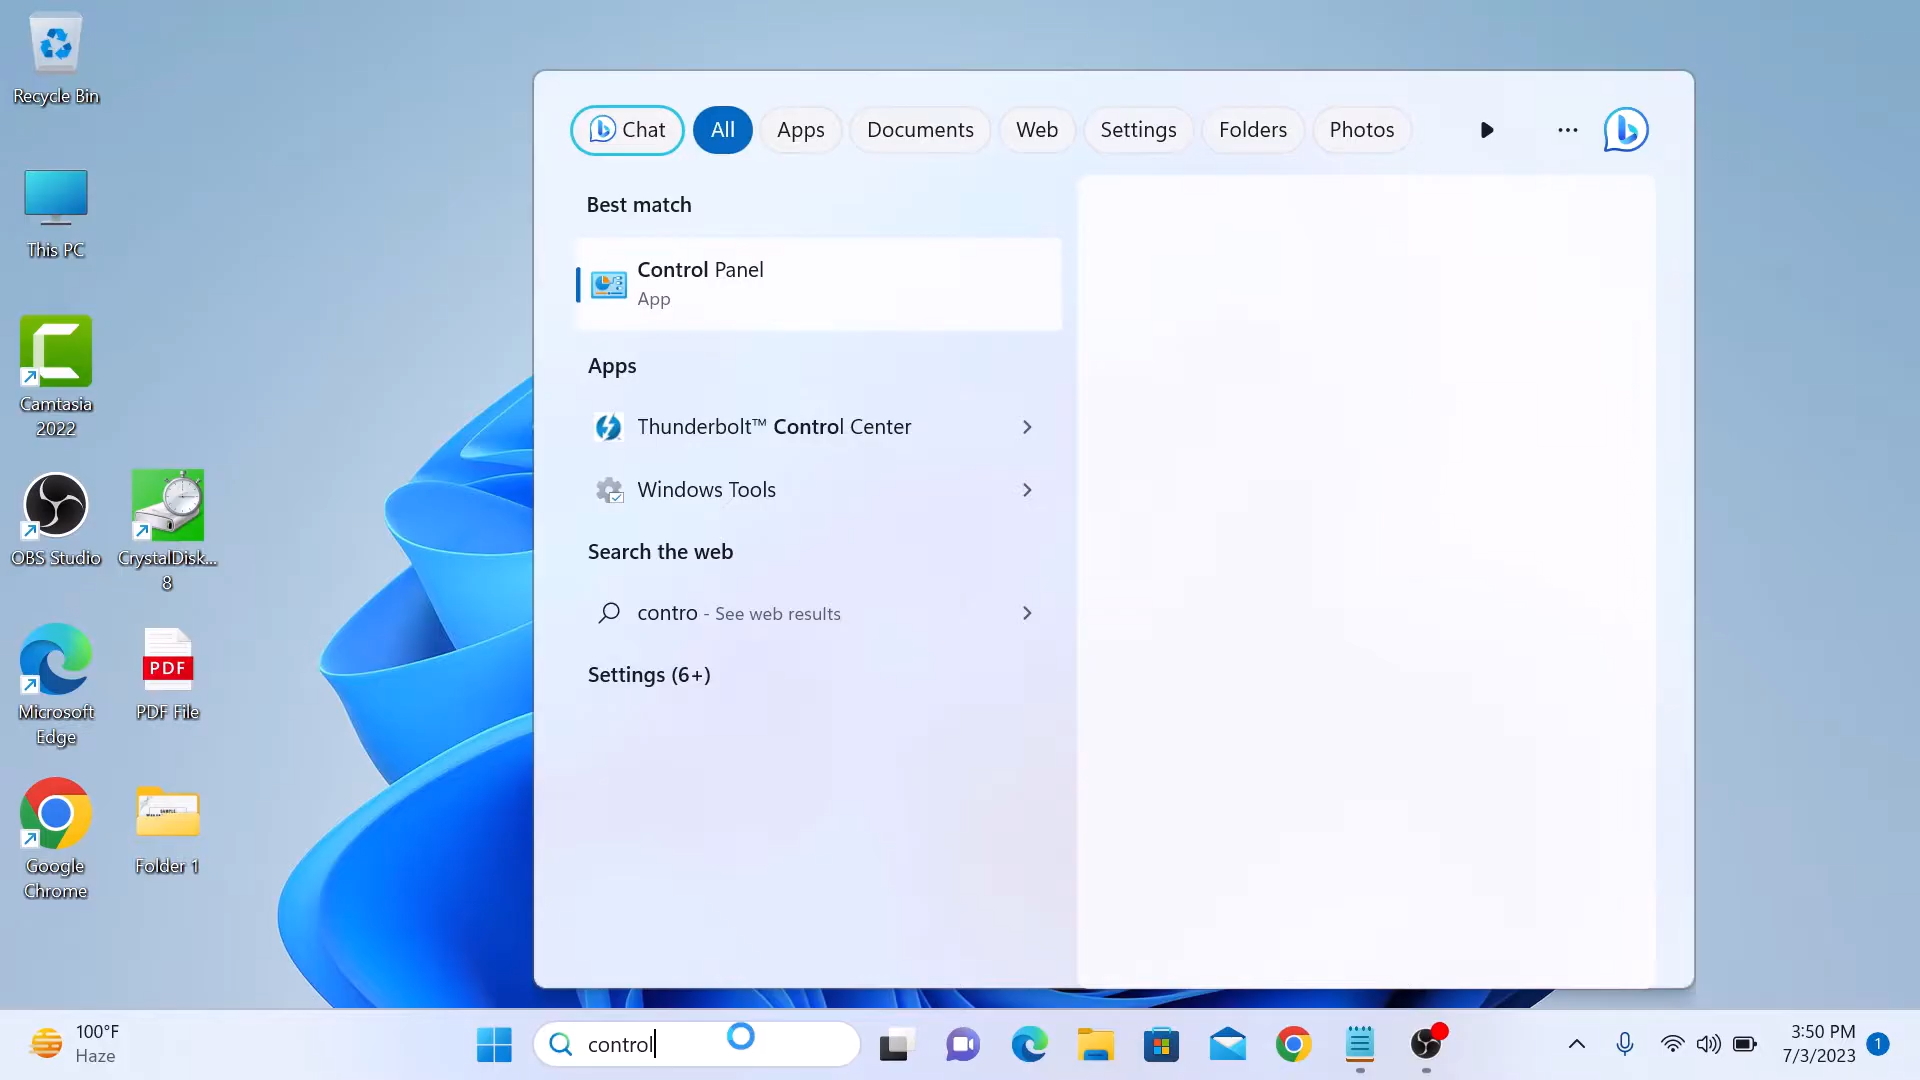 Recycle Bin
This PC
Camtasia
2022
OBS Studio
CrystalDisk...
8
Microsoft
Edge
PDF
PDF File
Google
Chrome
Folder 1
Chat
All
Apps
Documents
Web
Settings
Folders
Photos
Best match
Control Panel
App
Apps
Thunderbolt™ Control Center
Windows Tools
Search the web
contro - See web results
Settings (6+)
100°F
Haze
control
3:50 PM
7/3/2023
1